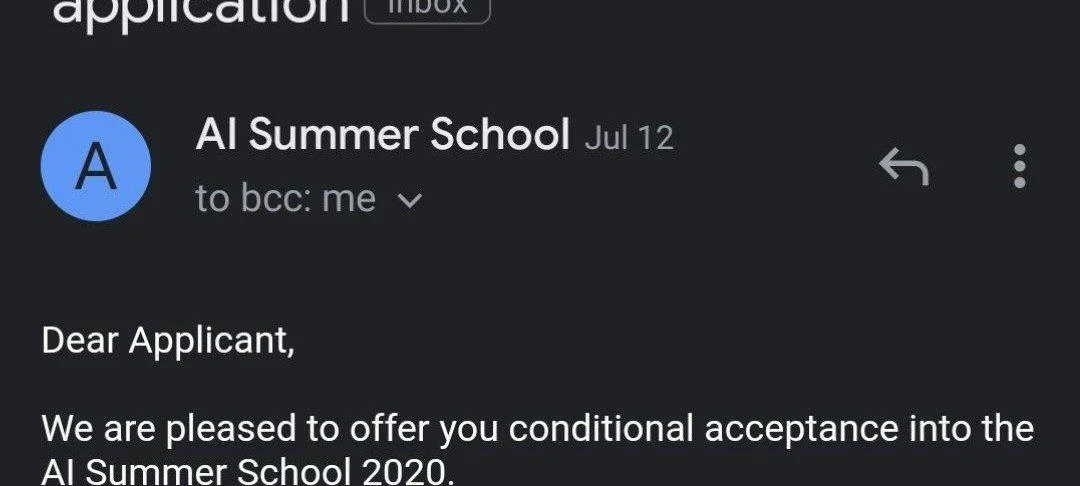 application Inbox
A
AI Summer School Jul 12
to bcc: me
Dear Applicant,
We are pleased to offer you conditional acceptance into the
AI Summer School 2020.